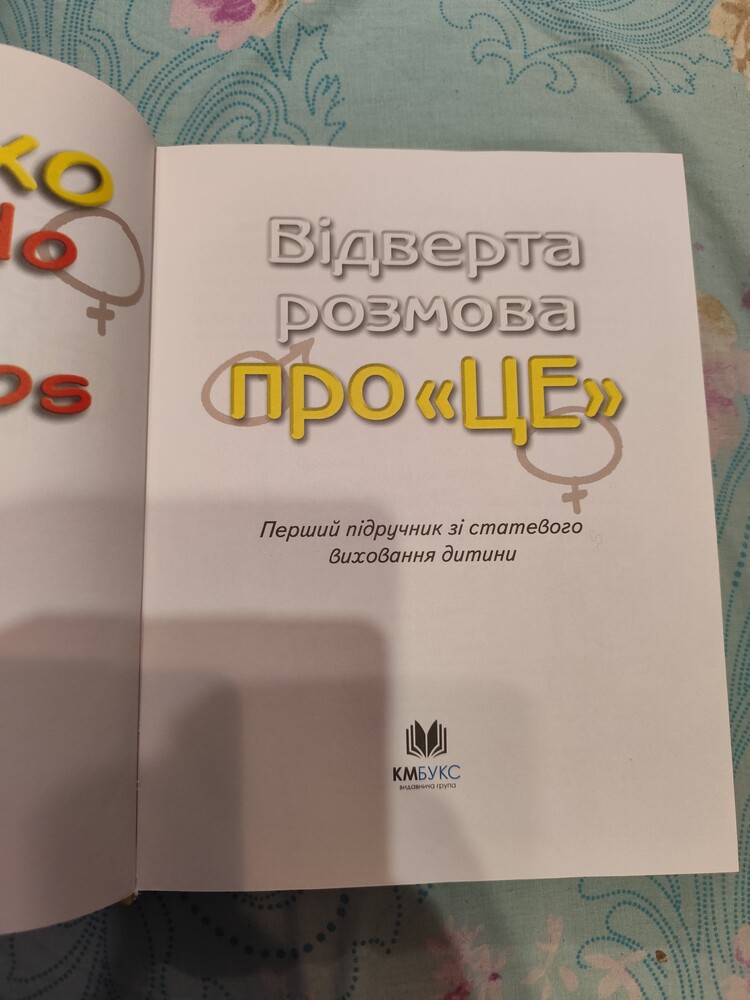 Відверта
розмова
про «ЦЕ»
Перший підручник зі статевого
виховання дитини
КМБУКС
видавнича група